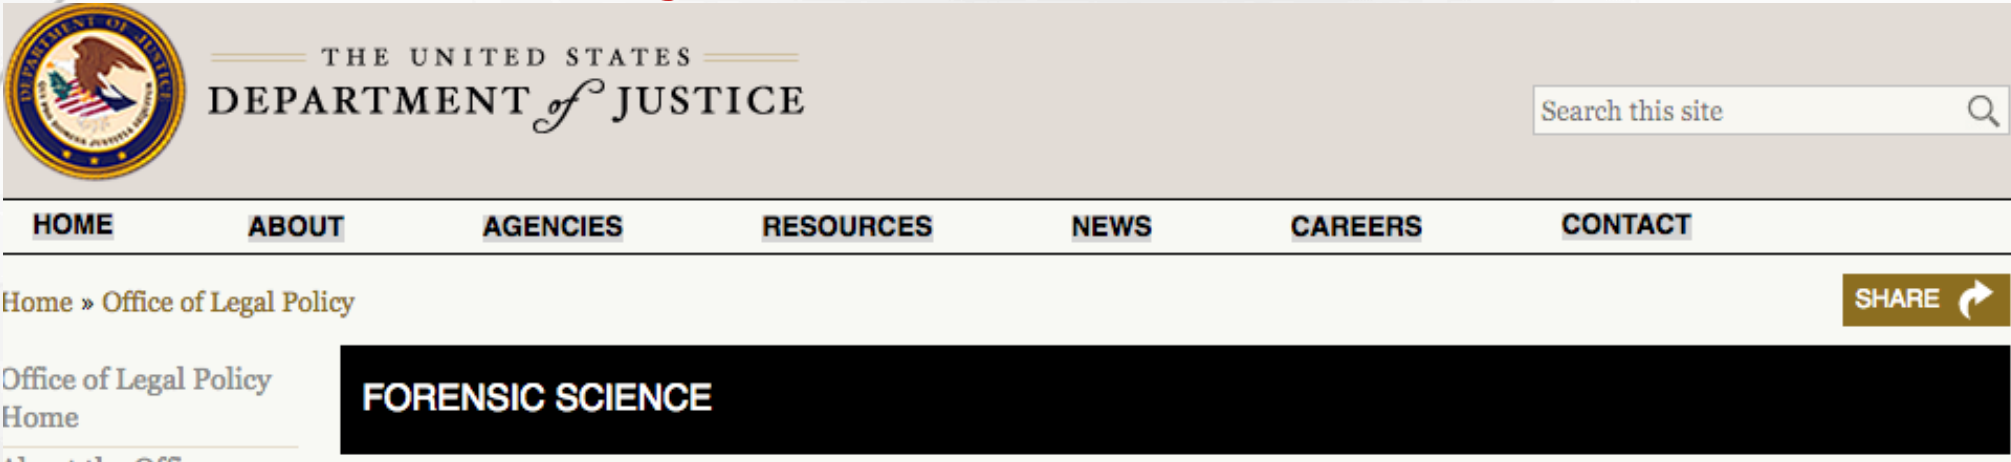 THE UNITED STATES
DEPARTMENT of JUSTICE
Search this site
HOME ABOUT AGENCIES RESOURCES NEWS CAREERS CONTACT
Home » Office of Legal Policy
SHARE
Office of Legal Policy
Home
FORENSIC SCIENCE